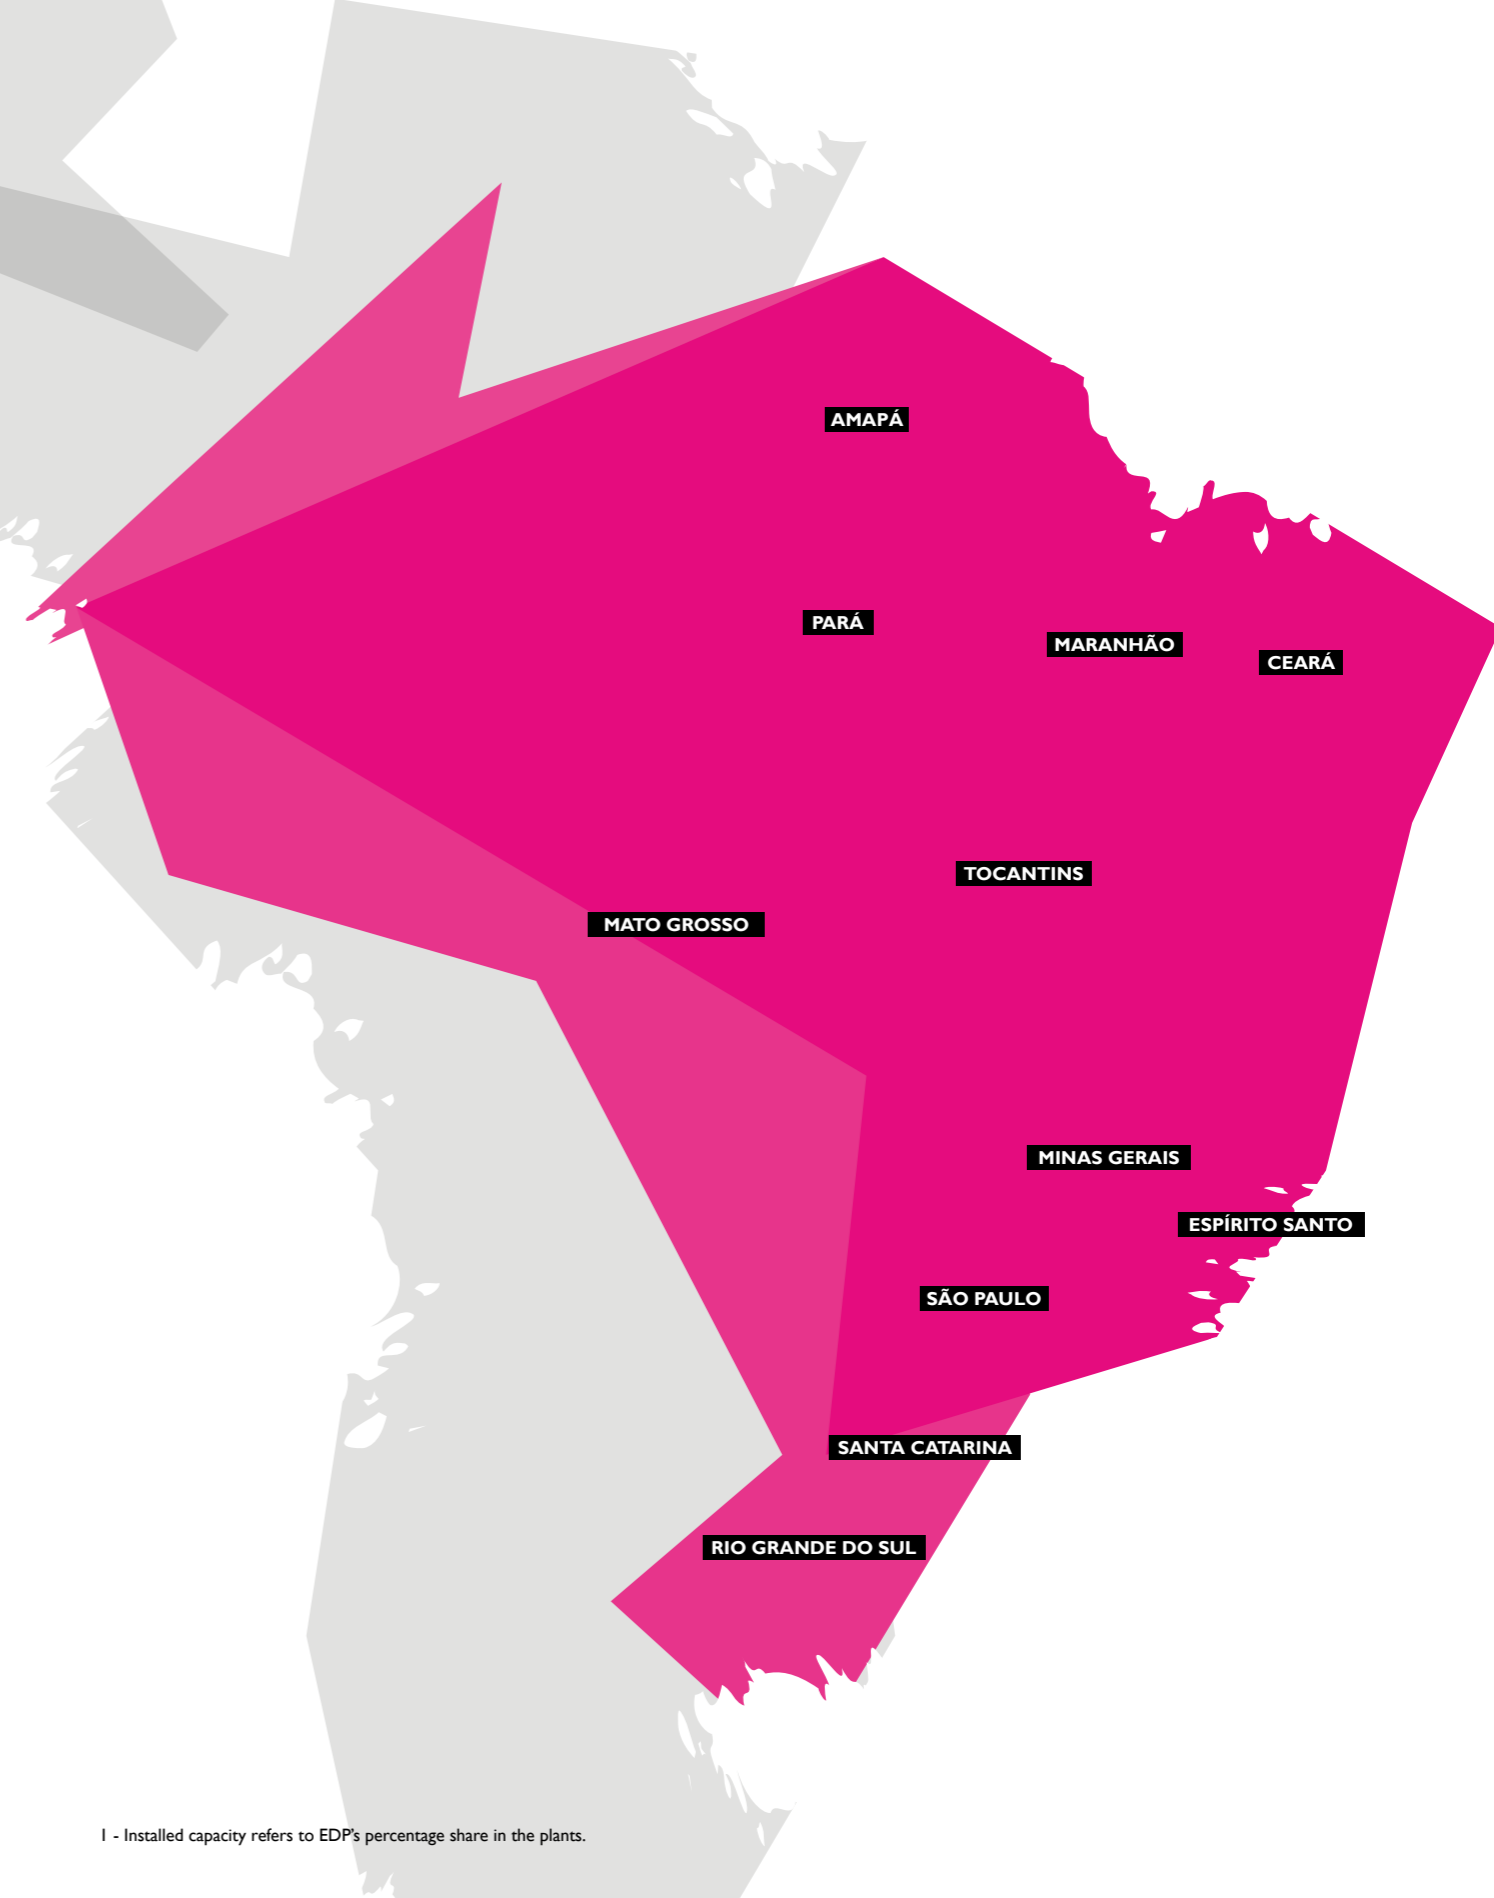 AMAPÁ
PARÁ
MARANHÃO
CEARÁ
TOCANTINS
MATO GROSSO
MINAS GERAIS
ESPÍRITO SANTO
SÃO PAULO
SANTA CATARINA
RIO GRANDE DO SUL
1 - Installed capacity refers to EDP's percentage share in the plants.